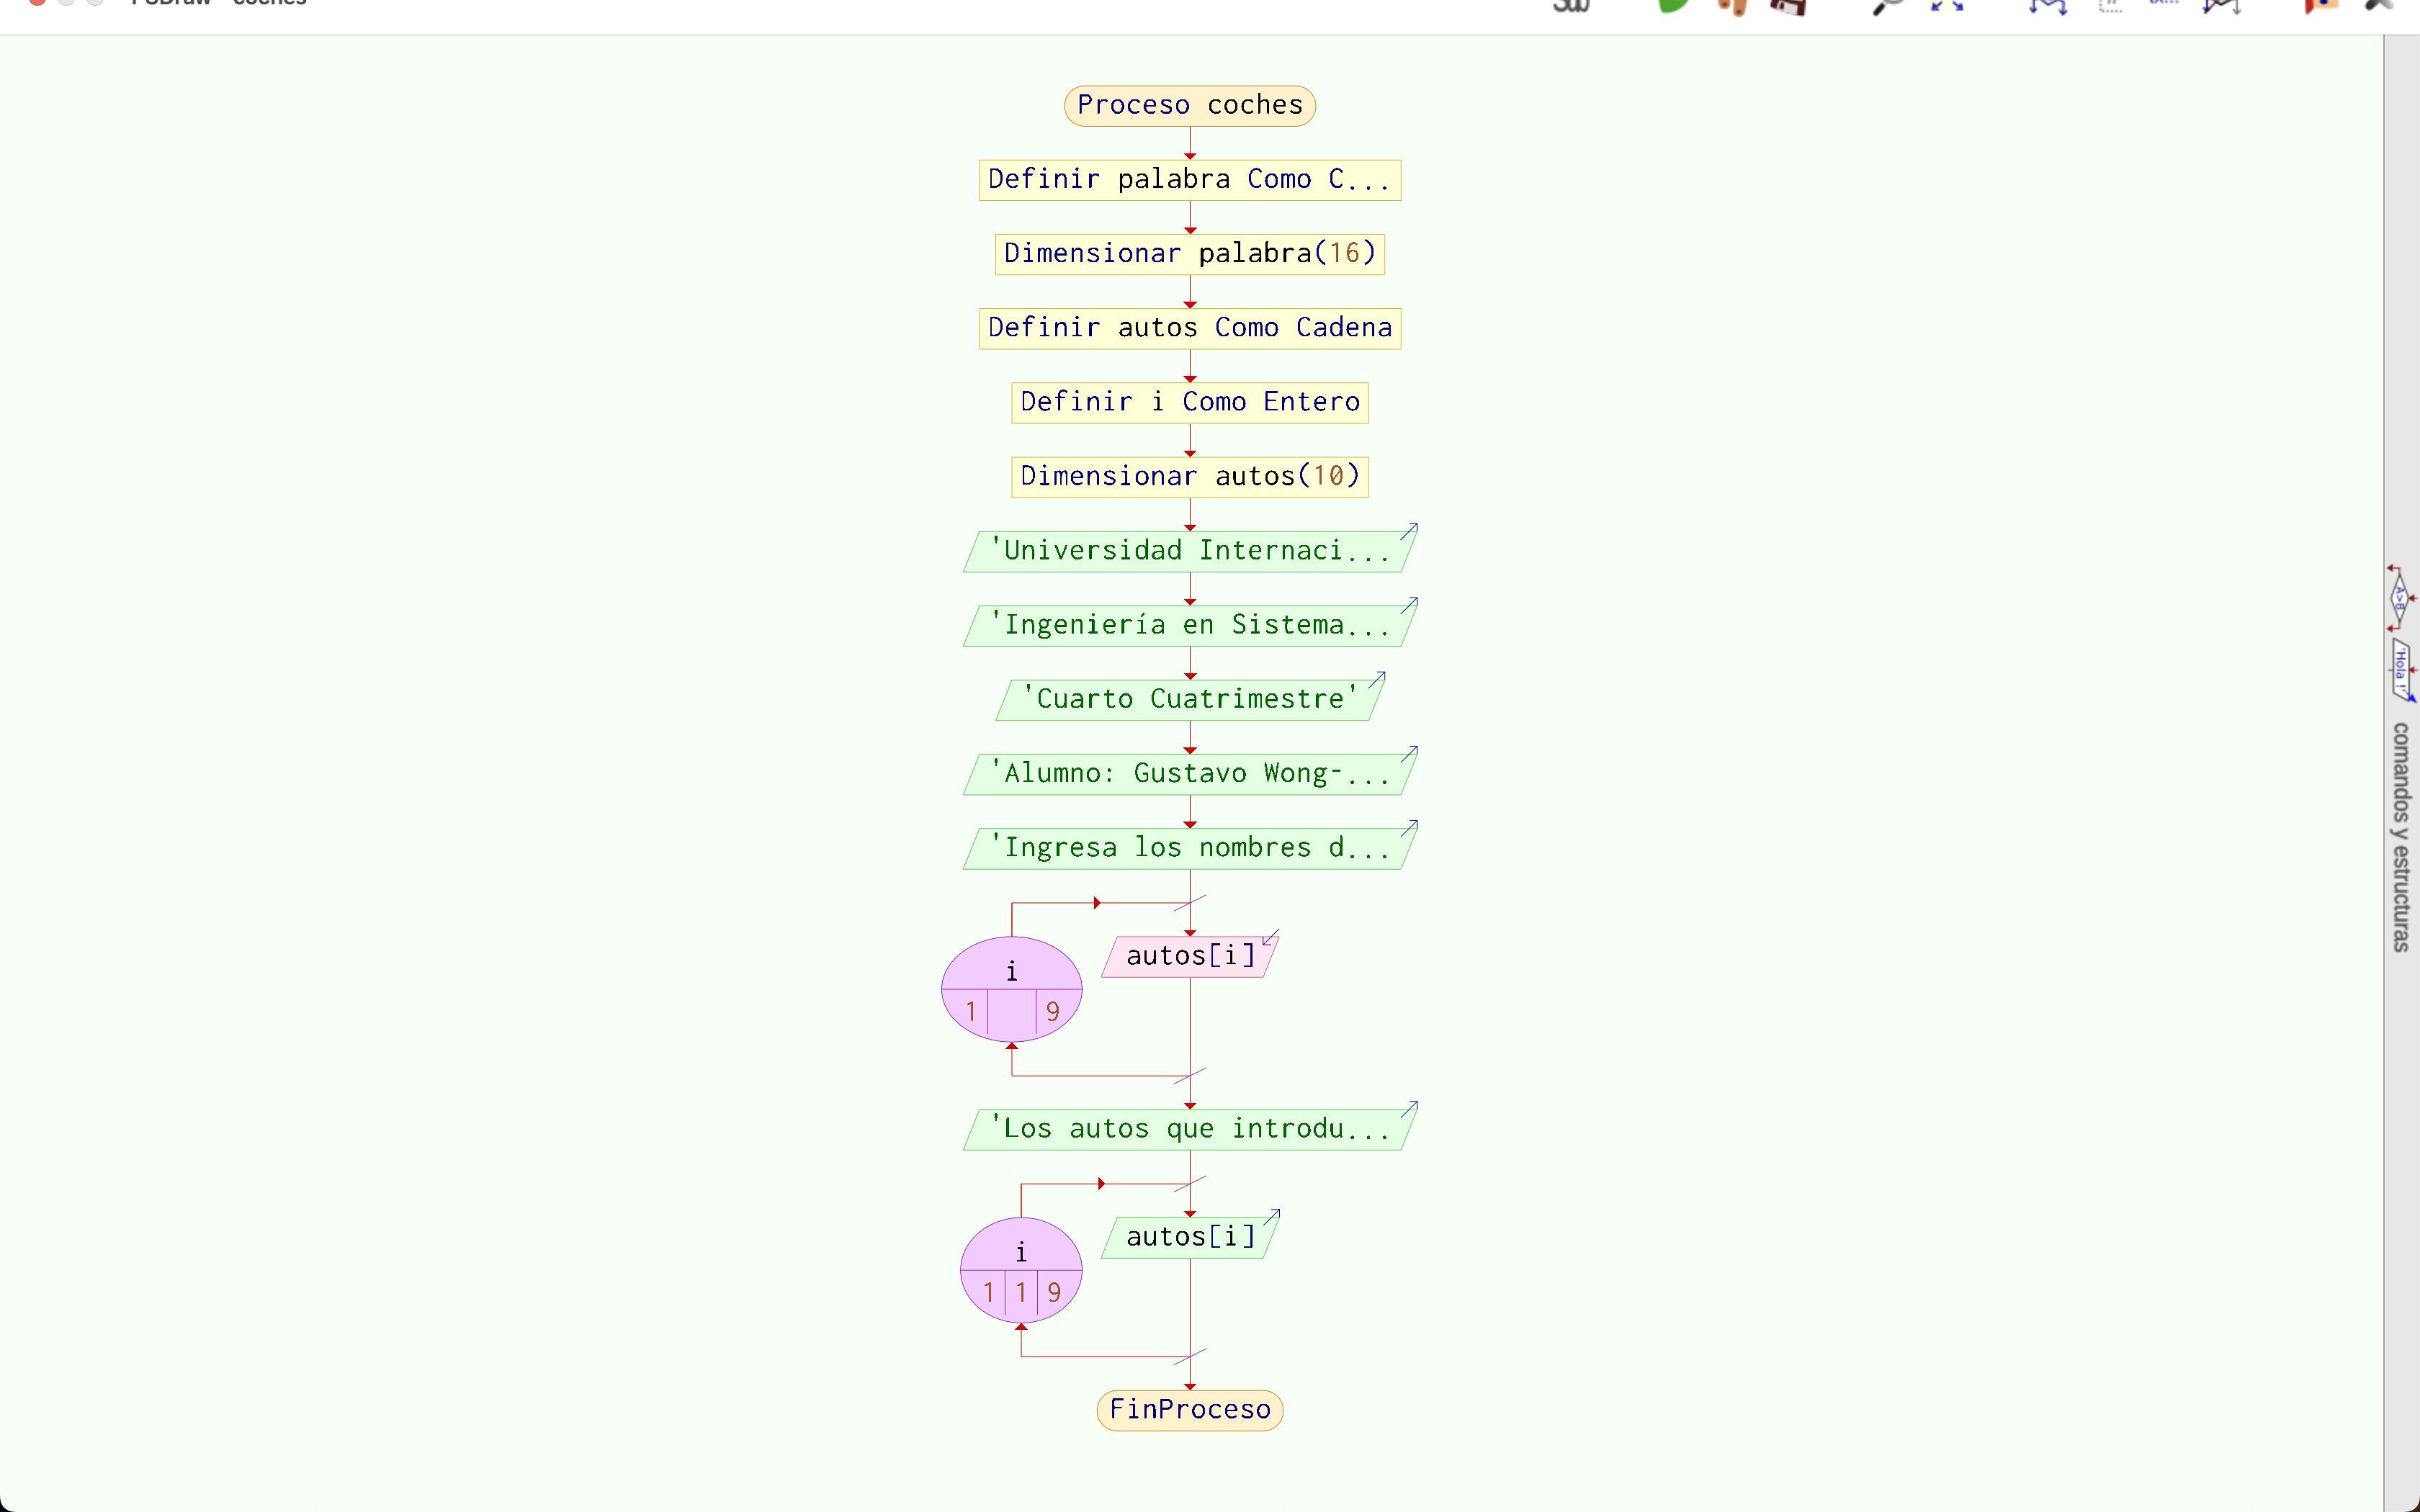 Proceso coches
Definir palabra Como C...
Dimensionar palabra(16)
Definir autos Como Cadena
Definir i Como Entero
Dimensionar autos(10)
'Universidad Internaci...
'Ingeniería en Sistema...
'Cuarto Cuatrimestre'
'Alumno: Gustavo Wong-...
'Ingresa los nombres d...
autos[i]
i
1 9
'Los autos que introdu...
autos[i]
i
1 1 9
FinProceso
A>B
'Hola !'
comandos y estructuras